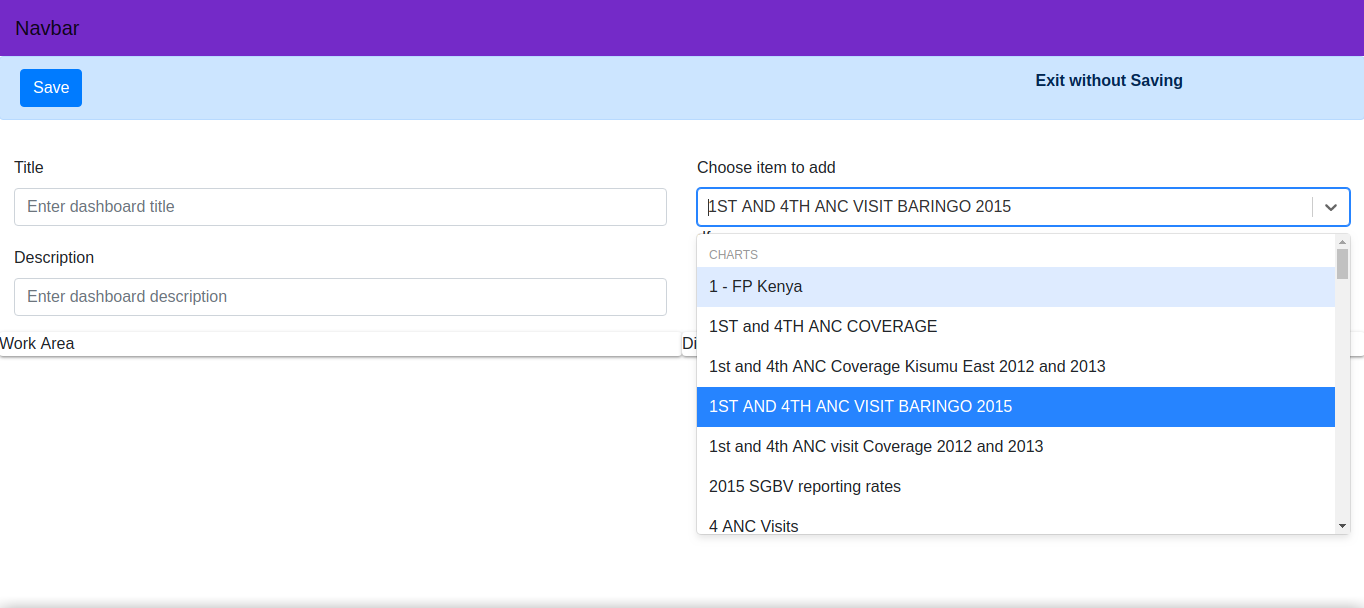 Navbar
Save
Exit without Saving
Title
Enter dashboard title
Description
Enter dashboard description
Work Area
Choose item to add
1ST AND 4TH ANC VISIT BARINGO 2015
CHARTS
1 - FP Kenya
1ST and 4TH ANC COVERAGE
1st and 4th ANC Coverage Kisumu East 2012 and 2013
1ST AND 4TH ANC VISIT BARINGO 2015
1st and 4th ANC visit Coverage 2012 and 2013
2015 SGBV reporting rates
4 ANC Visits
Di